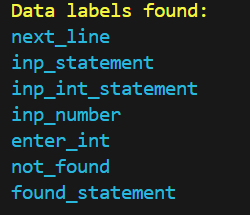 Data labels found:
next_line
inp_statement
inp_int_statement
inp_number
enter_int
not_found
found_statement